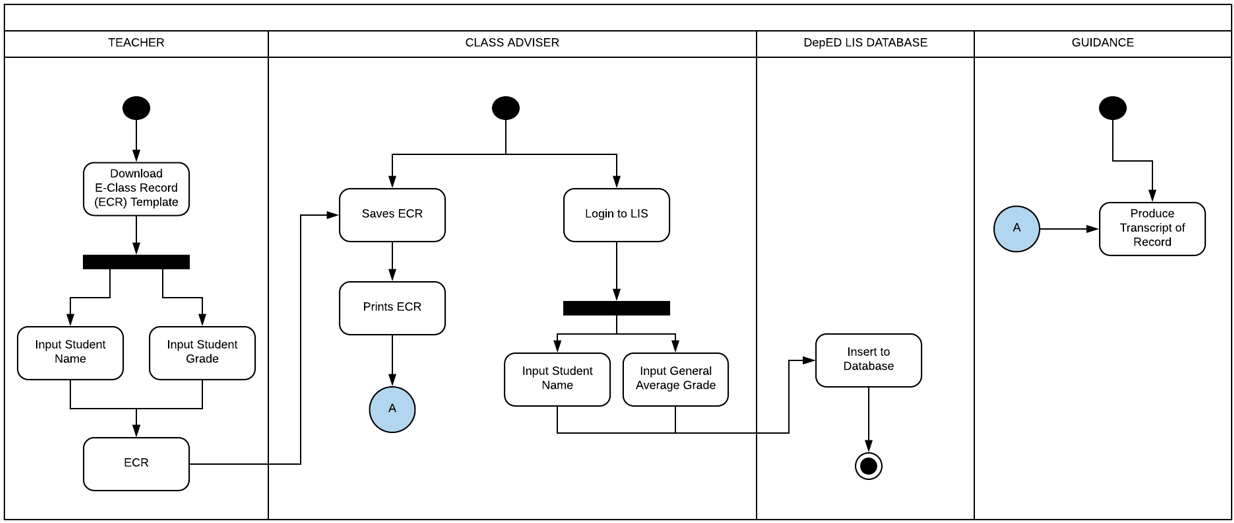 TEACHER
CLASS ADVISER
DepED LIS DATABASE
GUIDANCE
Download
E-Class Record
(ECR) Template
Input Student
Name
Input Student
Grade
ECR
Saves ECR
Prints ECR
A
Login to LIS
Input Student
Name
Input General
Average Grade
Insert to
Database
A
Produce
Transcript of
Record